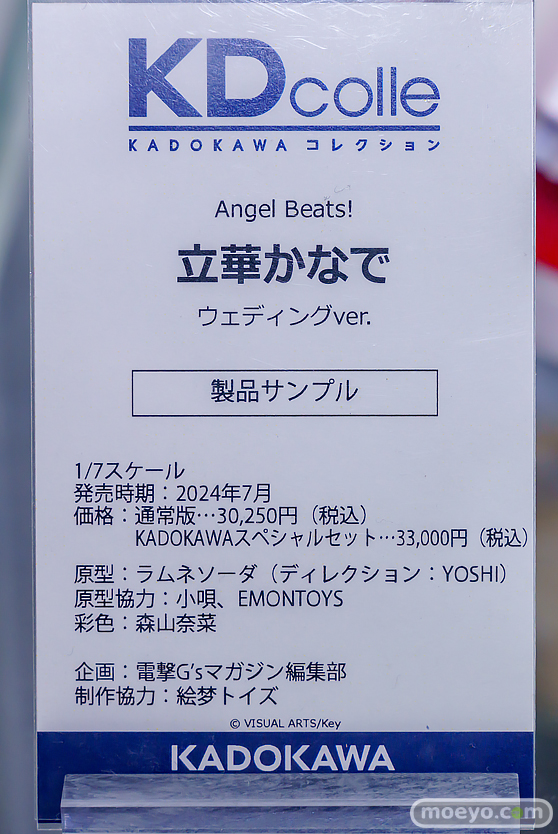 KDcolle
KADOKAWA コレクション
Angel Beats!
立華かなで
ウェディングver.
製品サンプル
1/7スケール
発売時期：2024年7月
価格：通常版…30,250円（税込）
KADOKAWAスペシャルセット…33,000円（税込）
原型：ラムネソーダ（ディレクション：YOSHI）
原型協力：小唄、EMONTOYS
彩色：森山奈菜
企画：電撃G'sマガジン編集部
制作協力：絵夢トイズ
© VISUAL ARTS/Key
KADOKAWA
moeyo.com